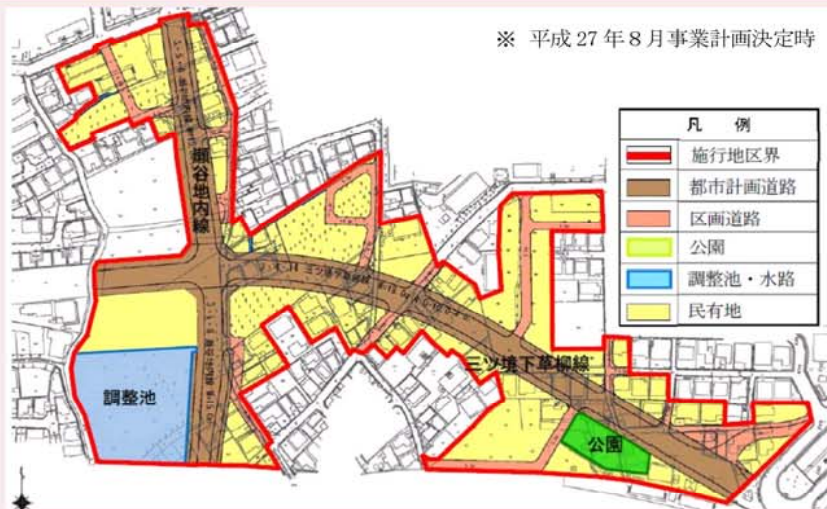 ※ 平成 27 年 8 月事業計画決定時
凡 例
施行地区界
都市計画道路
区画道路
公園
調整池・水路
民有地
瀬谷地内線
三ツ境下草柳線
調整池
公園